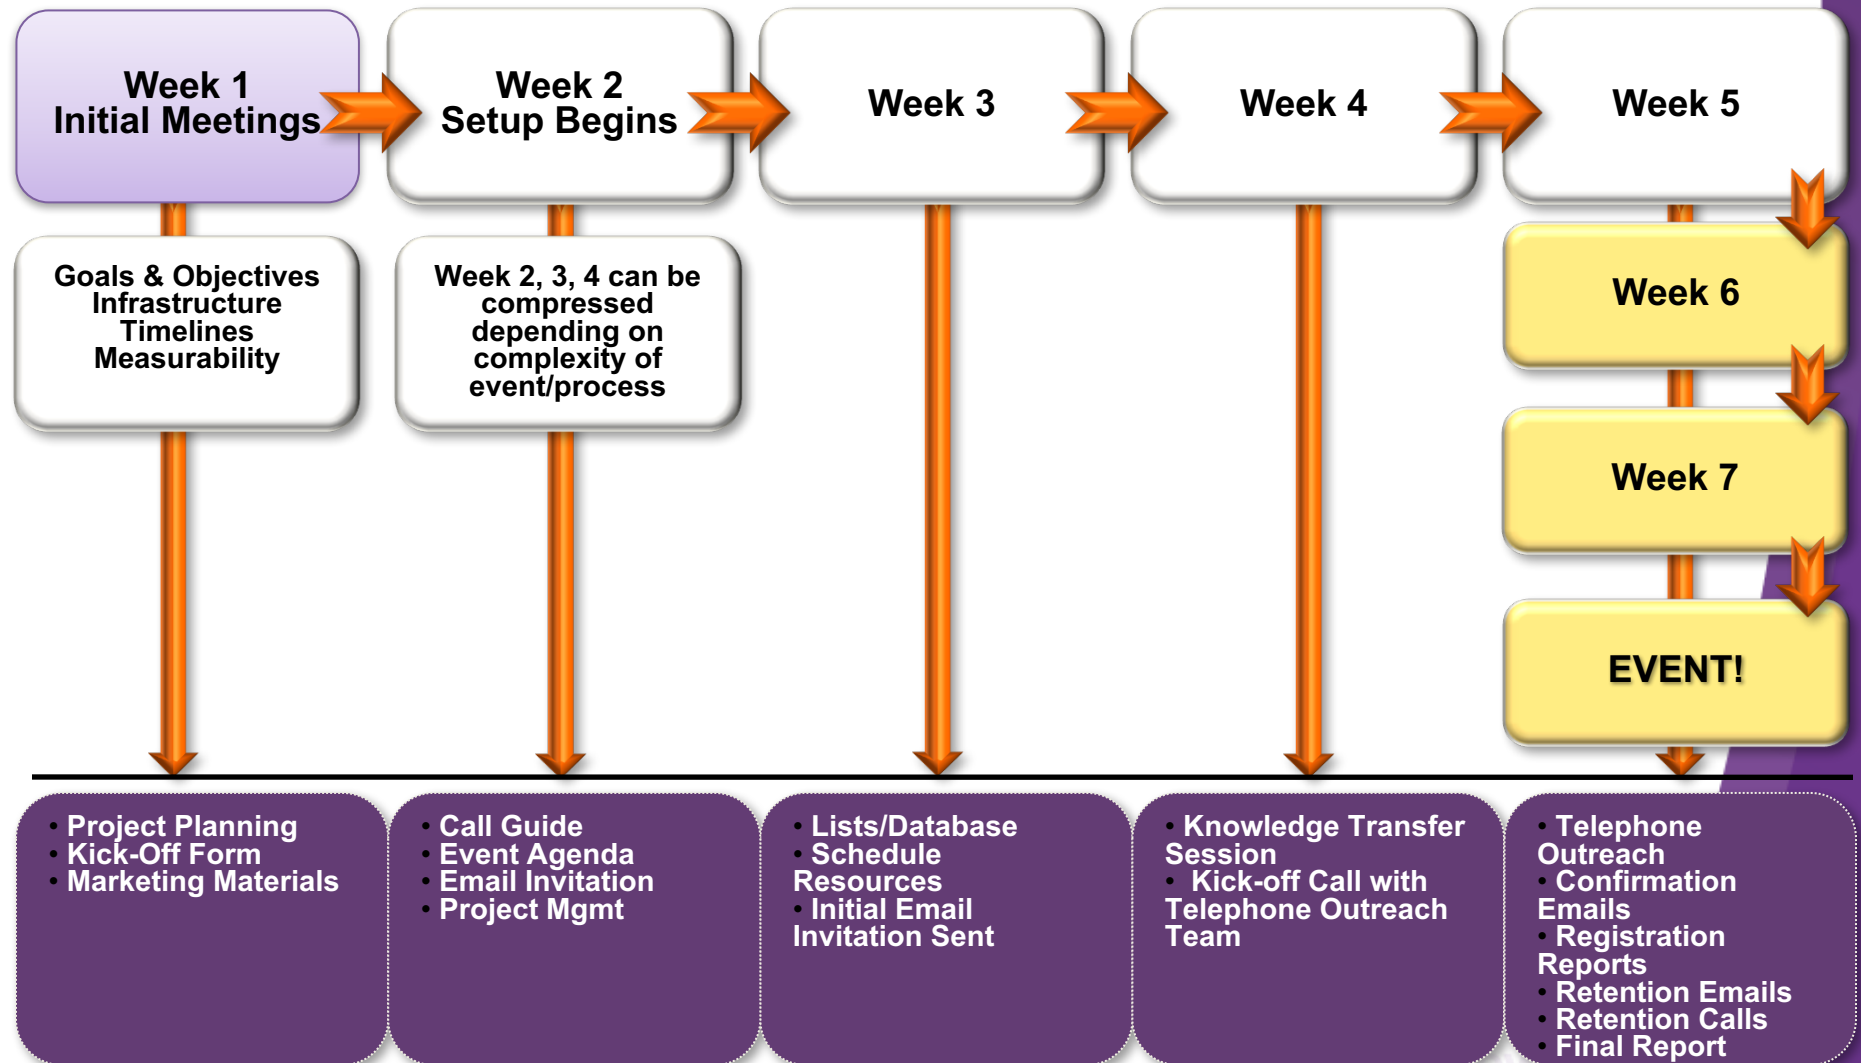 Week 1
Initial Meetings
Week 2
Setup Begins
Week 3
Week 4
Week 5
Goals & Objectives
Infrastructure
Timelines
Measurability
Week 2, 3, 4 can be
compressed
depending on
complexity of
event/process
Week 6
Week 7
EVENT!
• Project Planning
• Kick-Off Form
• Marketing Materials
• Call Guide
• Event Agenda
• Email Invitation
• Project Mgmt
• Lists/Database
• Schedule
Resources
• Initial Email
Invitation Sent
• Knowledge Transfer
Session
• Kick-off Call with
Telephone Outreach
Team
• Telephone
Outreach
• Confirmation
Emails
• Registration
Reports
• Retention Emails
• Retention Calls
• Final Report